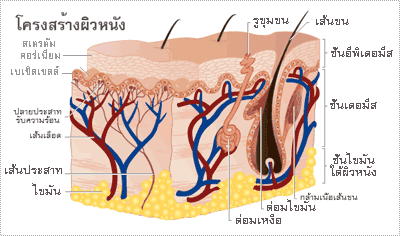 โครงสร้างผิวหนัง
สเตรตัม
คอร์เนียม
เบเซิลเซลล์
ปลายประสาท
รับความร้อน
เส้นเลือด
เส้นประสาท
ไขมัน
รูขุมขน
เส้นขน
ชั้นอีพิเดอมีส
ชั้นเดอมีส
ชั้นไขมัน
ใต้ผิวหนัง
กล้ามเนื้อเส้นขน
ต่อมไขมัน
ต่อมเหงื่อ